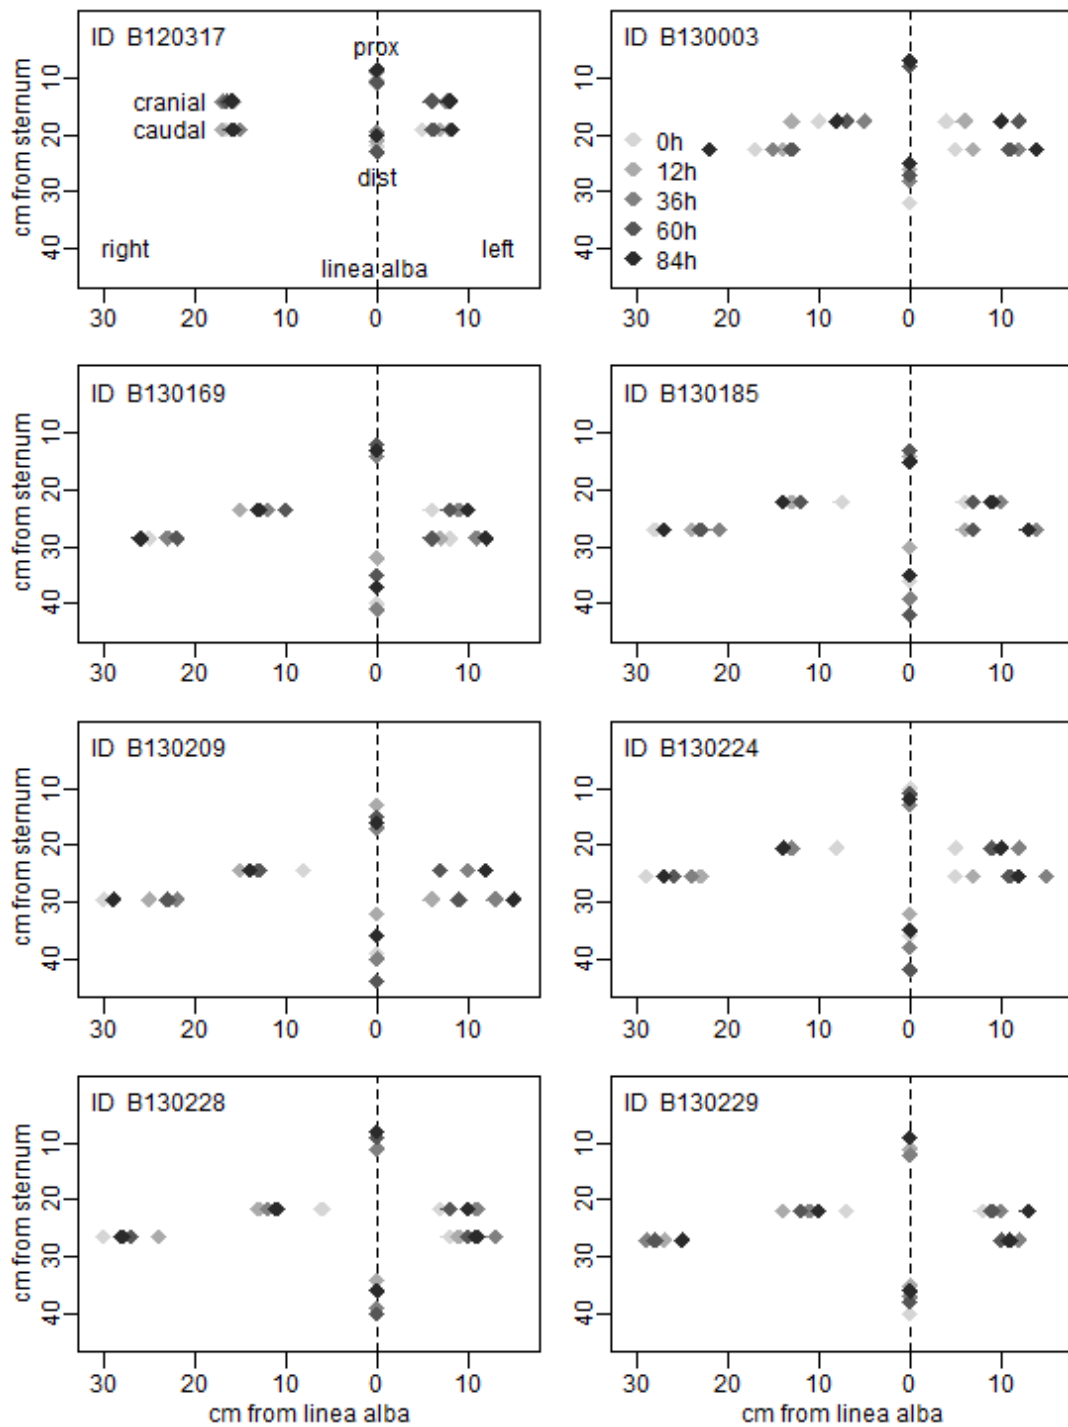 ID B120317
prox
cranial
caudal
dist
right
left
linea alba
cm from sternum
10
20
30
40
30 20 10 0 10
ID B130003
0h
12h
36h
60h
84h
10
20
30
40
30 20 10 0 10
ID B130169
cm from sternum
10
20
30
40
30 20 10 0 10
ID B130185
10
20
30
40
30 20 10 0 10
ID B130209
cm from sternum
10
20
30
40
30 20 10 0 10
ID B130224
10
20
30
40
30 20 10 0 10
ID B130228
cm from sternum
10
20
30
40
30 20 10 0 10
cm from linea alba
ID B130229
10
20
30
40
30 20 10 0 10
cm from linea alba